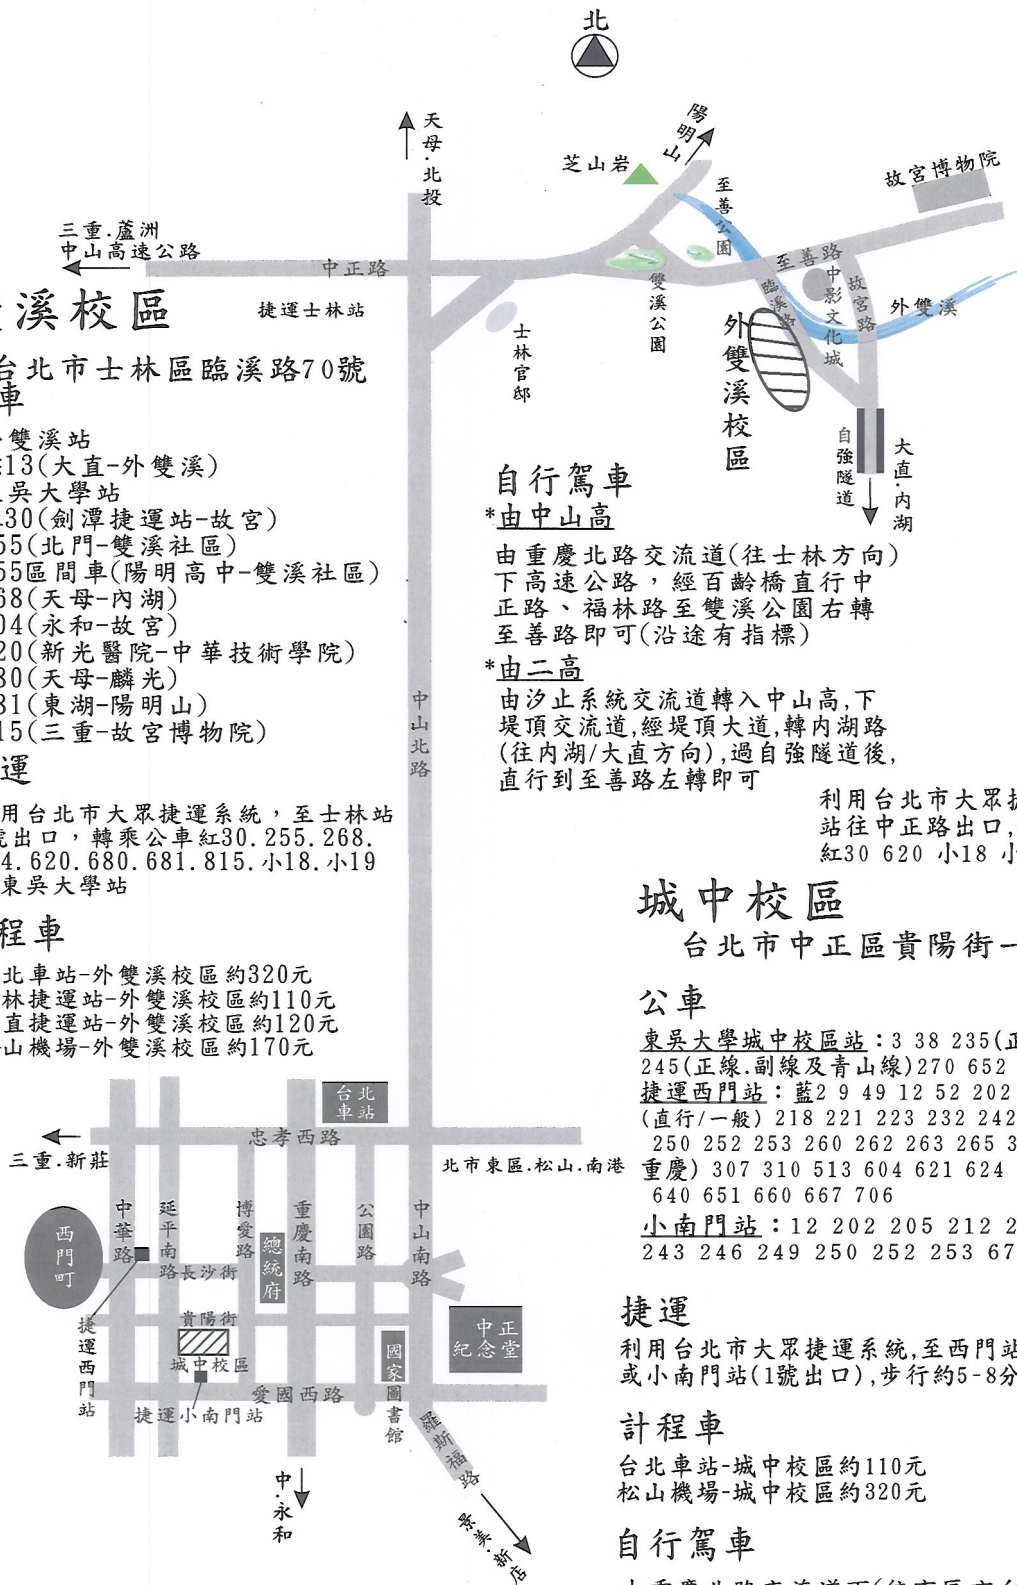 北
陽明山
芝山岩
天母·北投
故宮博物院
至善公園
三重.蘆洲
中山高速公路
中正路
至善路
臨溪路
中影文化城
故宮路
外雙溪
雙溪公園
捷運士林站
士林官邸
外雙溪校區
自強隧道
大直·內湖
溪校區
台北市士林區臨溪路70號
車
雙溪站
13(大直-外雙溪)
吳大學站
30(劍潭捷運站-故宮)
55(北門-雙溪社區)
55區間車(陽明高中-雙溪社區)
68(天母-內湖)
04(永和-故宮)
20(新光醫院-中華技術學院)
80(天母-麟光)
81(東湖-陽明山)
15(三重-故宮博物院)
運
用台北市大眾捷運系統，至士林站
號出口，轉乘公車紅30.255.268.
4.620.680.681.815.小18.小19
東吳大學站
程車
北車站-外雙溪校區約320元
林捷運站-外雙溪校區約110元
直捷運站-外雙溪校區約120元
山機場-外雙溪校區約170元
自行駕車
*由中山高
由重慶北路交流道(往士林方向)
下高速公路，經百齡橋直行中
正路、福林路至雙溪公園右轉
至善路即可(沿途有指標)
*由二高
由汐止系統交流道轉入中山高,下
堤頂交流道,經堤頂大道,轉內湖路
(往內湖/大直方向),過自強隧道後,
直行到至善路左轉即可
中山北路
利用台北市大眾
站往中正路出口,
紅30 620 小18 小
城中校區
台北市中正區貴陽街一
公車
東吳大學城中校區站：3 38 235(正
245(正線.副線及青山線)270 652
捷運西門站：藍2 9 49 12 52 202
(直行/一般) 218 221 223 232 242
250 252 253 260 262 263 265 3
重慶) 307 310 513 604 621 624
640 651 660 667 706
小南門站：12 202 205 212 2
243 246 249 250 252 253 67
捷運
利用台北市大眾捷運系統,至西門站
或小南門站(1號出口),步行約5-8分
計程車
台北車站-城中校區約110元
松山機場-城中校區約320元
自行駕車
台北車站
忠孝西路
三重.新莊
北市東區.松山.南港
中華路
延平南路
博愛路
重慶南路
公園路
中山南路
西門町
總統府
長沙街
貴陽街
城中校區
捷運西門站
中正紀念堂
國家圖書館
愛國西路
捷運小南門站
羅斯福路
中·永和
景美·新店